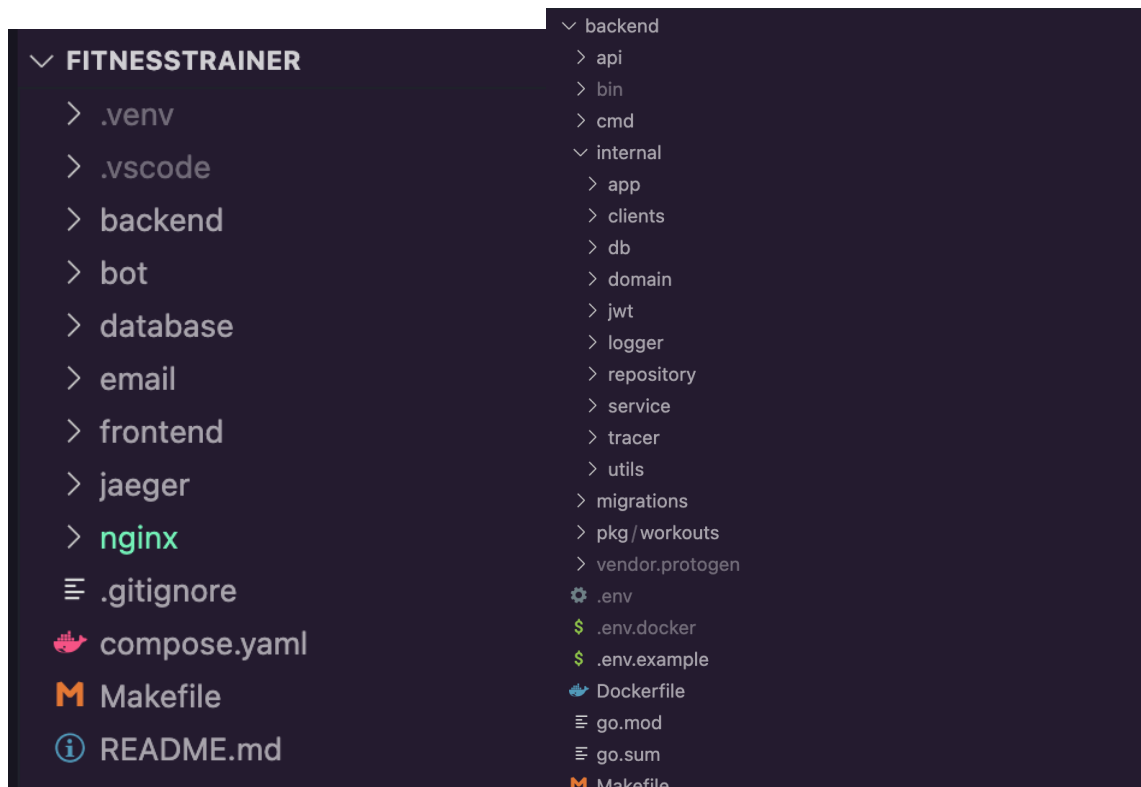 FITNESSTRAINER
.venv
.vscode
backend
bot
database
email
frontend
jaeger
nginx
.gitignore
compose.yaml
Makefile
README.md
backend
api
bin
cmd
internal
app
clients
db
domain
jwt
logger
repository
service
tracer
utils
migrations
pkg/workouts
vendor.protogen
.env
.env.docker
.env.example
Dockerfile
go.mod
go.sum
Makefile